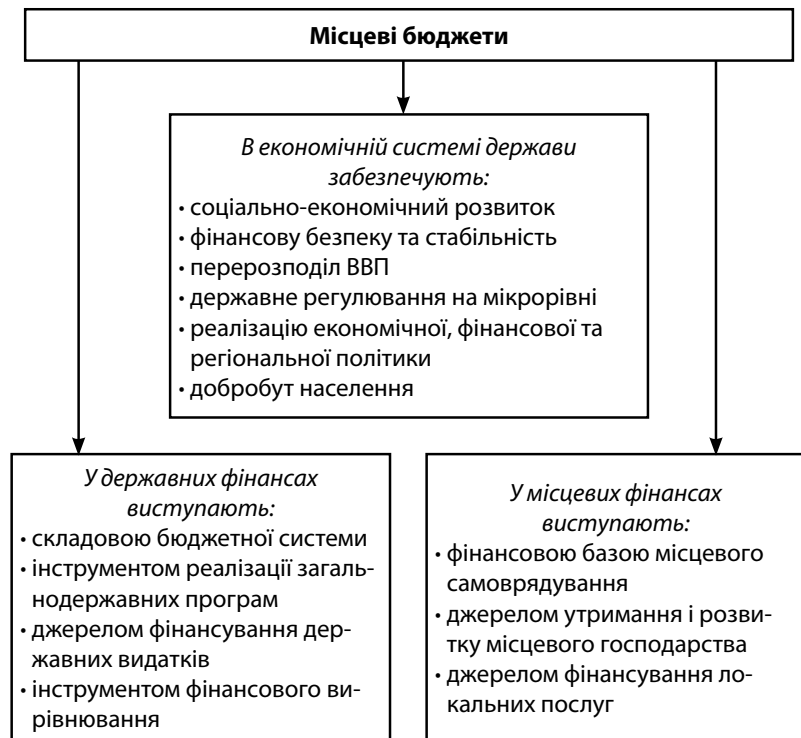 Місцеві бюджети
В економічній системі держави
забезпечують:
• соціально-економічний розвиток
• фінансову безпеку та стабільність
• перерозподіл ВВП
• державне регулювання на мікрорівні
• реалізацію економічної, фінансової та
регіональної політики
• добробут населення
У державних фінансах
виступають:
• складовою бюджетної системи
• інструментом реалізації загаль-
нодержавних програм
• джерелом фінансування дер-
жавних видатків
• інструментом фінансового ви-
рівнювання
У місцевих фінансах
виступають:
• фінансовою базою місцевого
самоврядування
• джерелом утримання і розви-
тку місцевого господарства
• джерелом фінансування ло-
кальних послуг